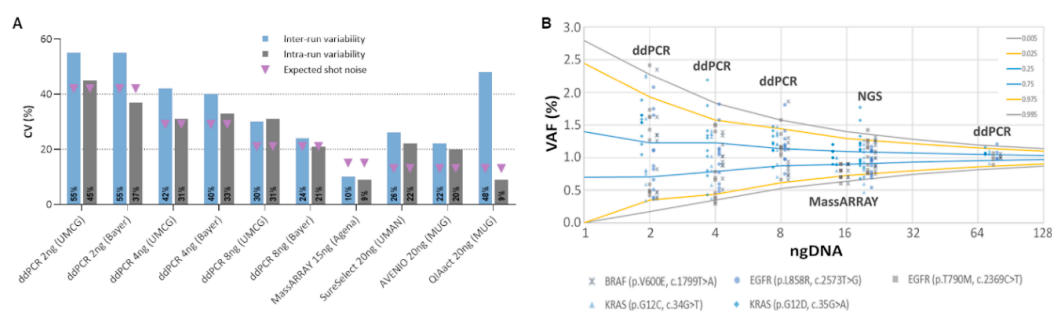 A
60
40
20
0
CV (%)
Inter-run variability
Intra-run variability
Expected shot noise
55%
45%
55%
37%
42%
31%
40%
33%
30%
31%
24%
21%
10%
9%
26%
22%
22%
20%
48%
9%
ddPCR 2ng (UMCG)
ddPCR 2ng (Bayer)
ddPCR 4ng (UMCG)
ddPCR 4ng (Bayer)
ddPCR 8ng (UMCG)
ddPCR 8ng (Bayer)
MassARRAY 15ng (Agena)
SureSelect 20ng (UMAN)
AVENIO 20ng (MUG)
QIAact 20ng (MUG)
B
3.0
2.5
2.0
1.5
1.0
0.5
0.0
VAF (%)
ddPCR
ddPCR
ddPCR
NGS
ddPCR
MassARRAY
0.005
0.025
0.25
0.75
0.975
0.995
1 2 4 8 16 32 64 128
ngDNA
BRAF (p.V600E, c.1799T>A)
EGFR (p.L858R, c.2573T>G)
EGFR (p.T790M, c.2369C>T)
KRAS (p.G12C, c.34G>T)
KRAS (p.G12D, c.35G>A)